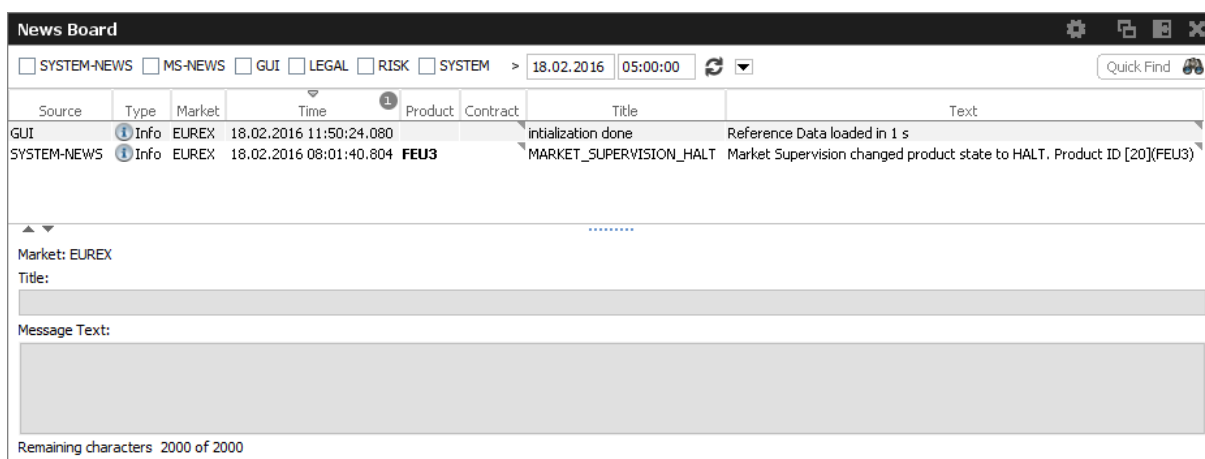 News Board
SYSTEM-NEWS MS-NEWS GUI LEGAL RISK SYSTEM > 18.02.2016 05:00:00 Quick Find
Source Type Market Time 1 Product Contract Title Text
GUI Info EUREX 18.02.2016 11:50:24.080 intialization done Reference Data loaded in 1 s
SYSTEM-NEWS Info EUREX 18.02.2016 08:01:40.804 FEU3 MARKET_SUPERVISION_HALT Market Supervision changed product state to HALT. Product ID [20](FEU3)
Market: EUREX
Title:
Message Text:
Remaining characters 2000 of 2000